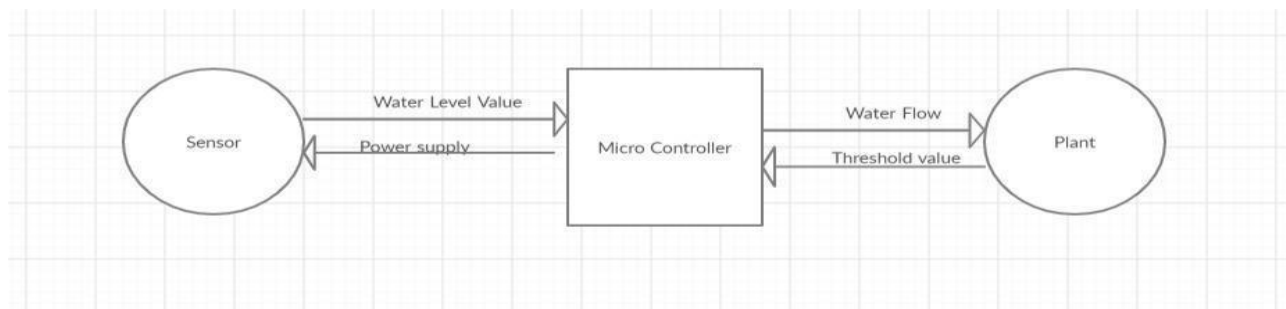 Sensor
Water Level Value
Power supply
Micro Controller
Water Flow
Threshold value
Plant